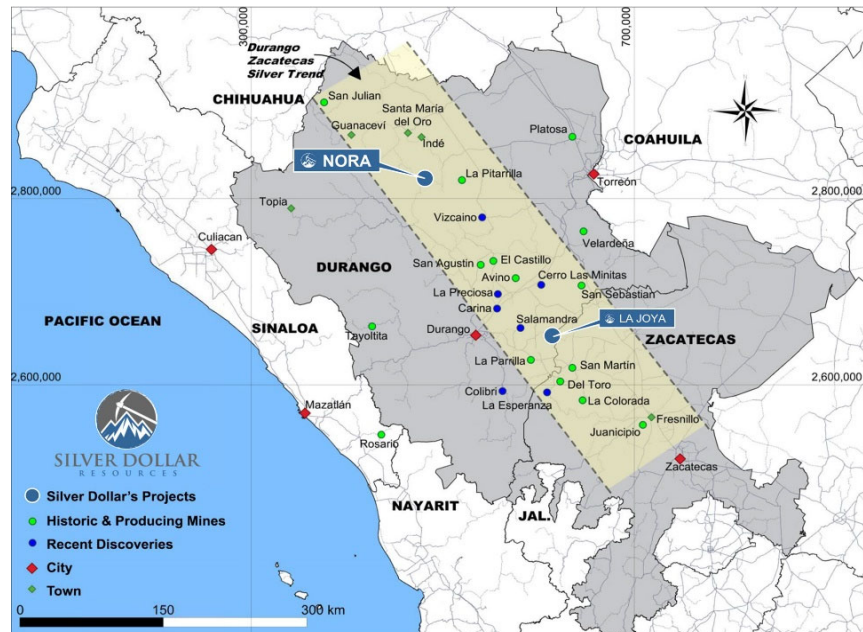 300,000
700,000
Durango
Zacatecas
Silver Trend
CHIHUAHUA
San Julian
Santa María
del Oro
Guanaceví
Indé
Platosa
COAHUILA
NORA
La Pitarrilla
Torreón
2,800,000
2,800,000
Topia
Vizcaino
Culiacan
Velardeña
San Agustin
El Castillo
DURANGO
Avino
Cerro Las Minitas
La Preciosa
San Sebastian
PACIFIC OCEAN
Carina
SINALOA
Salamandra
LA JOYA
Tayoltita
Durango
ZACATECAS
La Parrilla
San Martín
2,600,000
2,600,000
Del Toro
Colibri
La Esperanza
La Colorada
Mazatlán
Fresnillo
Juanicipio
Rosario
SILVER DOLLAR
RESOURCES
Zacatecas
NAYARIT
JAL.
Silver Dollar's Projects
Historic & Producing Mines
Recent Discoveries
City
Town
0
150
300 km